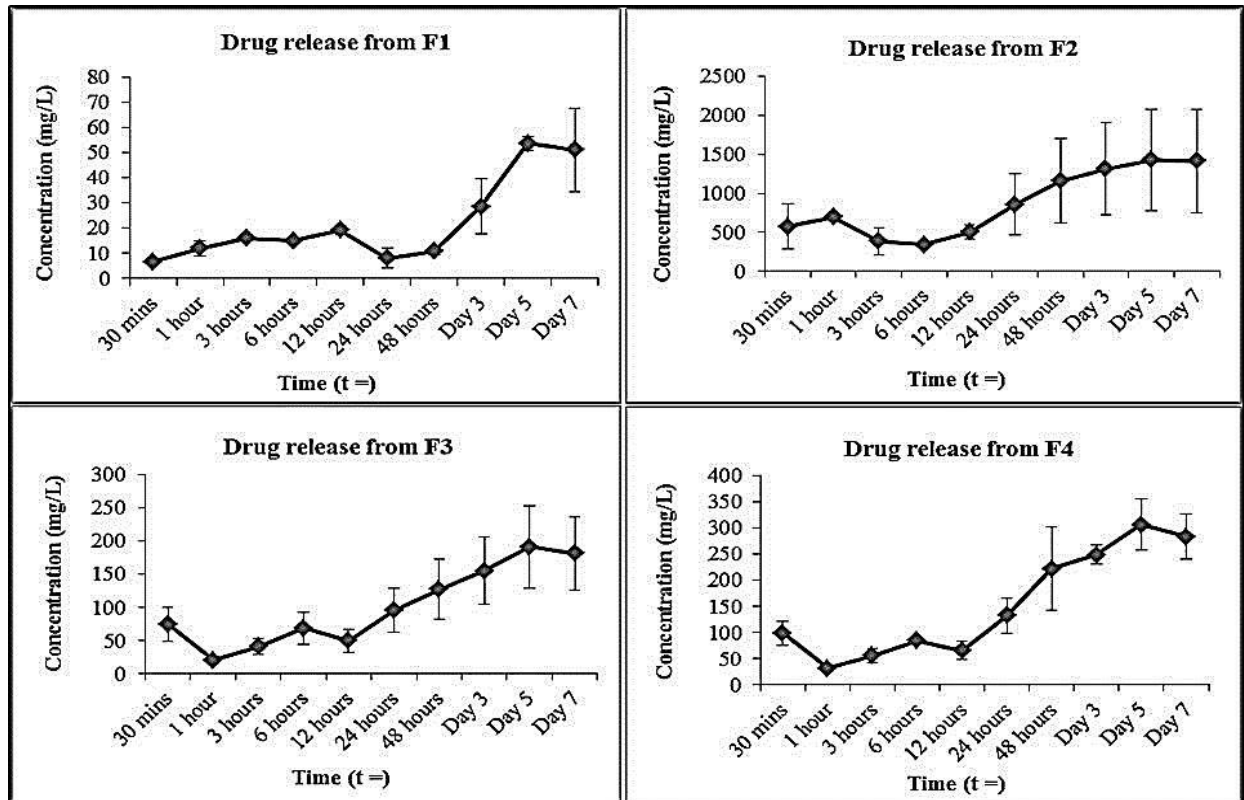 Drug release from F1
Concentration (mg/L)
80
70
60
50
40
30
20
10
0
30 mins
1 hour
3 hours
6 hours
12 hours
24 hours
48 hours
Day 3
Day 5
Day 7
Time (t =)
Drug release from F2
Concentration (mg/L)
2500
2000
1500
1000
500
0
30 mins
1 hour
3 hours
6 hours
12 hours
24 hours
48 hours
Day 3
Day 5
Day 7
Time (t =)
Drug release from F3
Concentration (mg/L)
300
250
200
150
100
50
0
30 mins
1 hour
3 hours
6 hours
12 hours
24 hours
48 hours
Day 3
Day 5
Day 7
Time (t =)
Drug release from F4
Concentration (mg/L)
400
350
300
250
200
150
100
50
0
30 mins
1 hour
3 hours
6 hours
12 hours
24 hours
48 hours
Day 3
Day 5
Day 7
Time (t =)